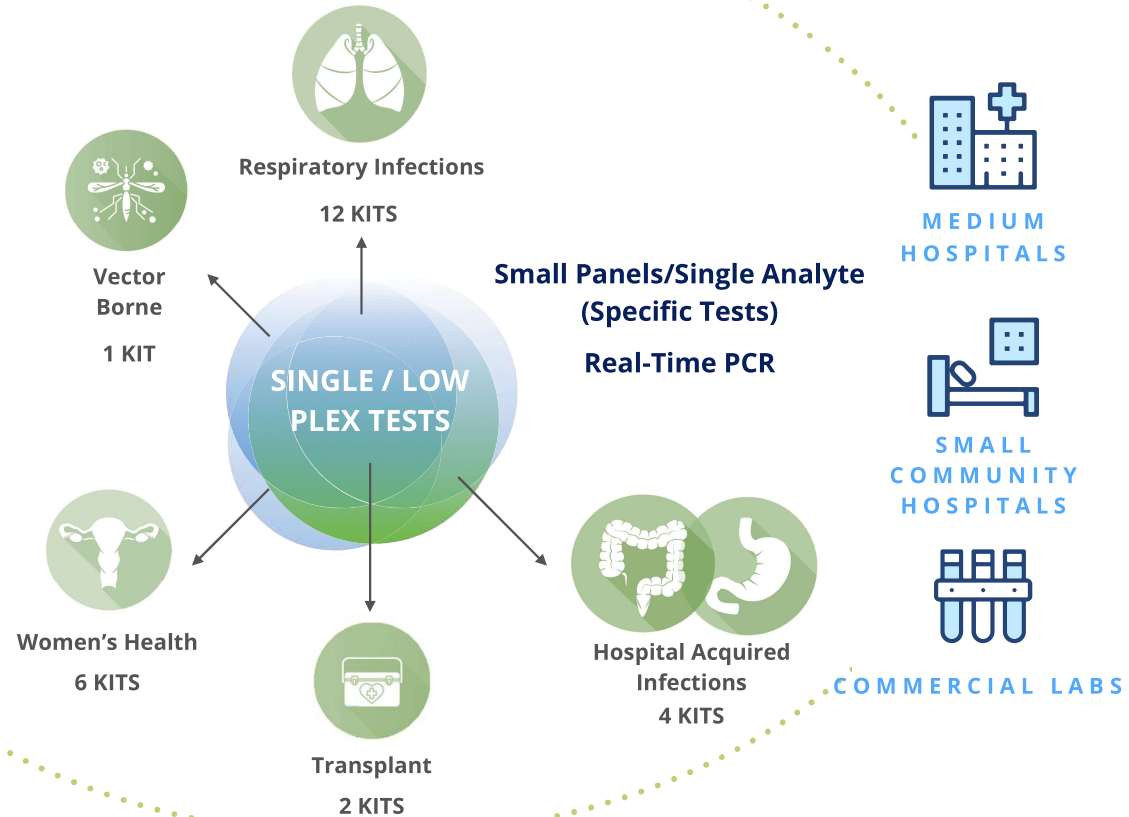 Respiratory Infections
12 KITS
Vector
Borne
1 KIT
Small Panels/Single Analyte
(Specific Tests)
Real-Time PCR
SINGLE / LOW
PLEX TESTS
Women’s Health
6 KITS
Transplant
2 KITS
Hospital Acquired
Infections
4 KITS
MEDIUM
HOSPITALS
SMALL
COMMUNITY
HOSPITALS
COMMERCIAL LABS